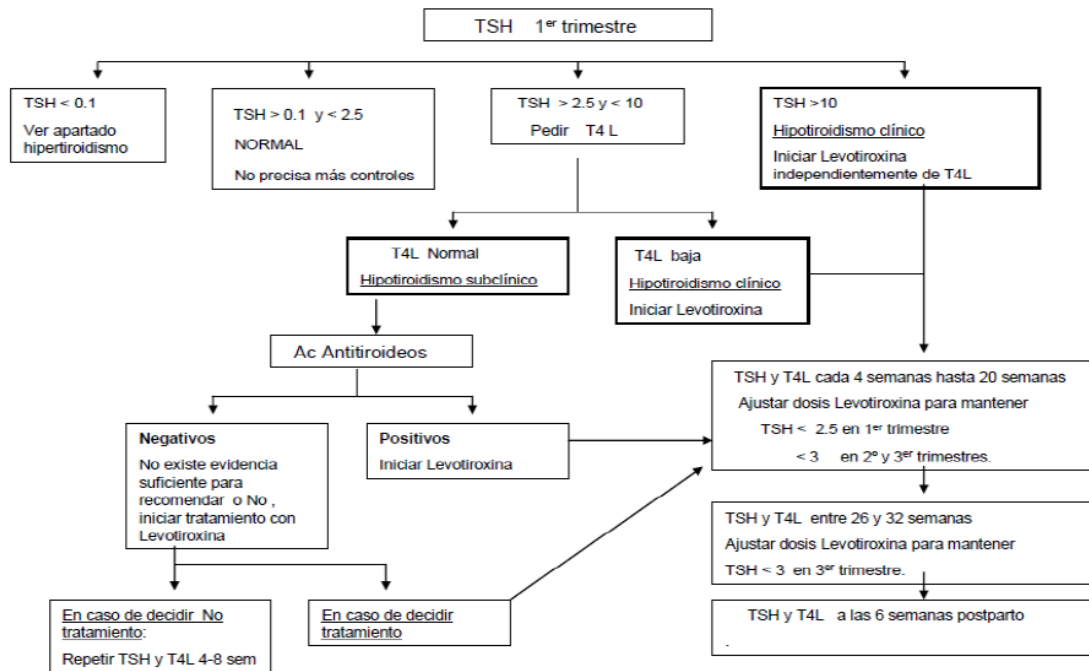 TSH 1er trimestre
TSH < 0.1
Ver apartado
hipertiroidismo
TSH > 0.1 y < 2.5
NORMAL
No precisa más controles
TSH > 2.5 y < 10
Pedir T4 L
TSH >10
Hipotiroidismo clínico
Iniciar Levotiroxina
independientemente de T4L
T4L Normal
Hipotiroidismo subclínico
T4L baja
Hipotiroidismo clínico
Iniciar Levotiroxina
Ac Antitiroideos
Negativos
No existe evidencia
suficiente para
recomendar o No ,
iniciar tratamiento con
Levotiroxina
Positivos
Iniciar Levotiroxina
TSH y T4L cada 4 semanas hasta 20 semanas
Ajustar dosis Levotiroxina para mantener
TSH < 2.5 en 1er trimestre
< 3 en 2º y 3er trimestres.
TSH y T4L entre 26 y 32 semanas
Ajustar dosis Levotiroxina para mantener
TSH < 3 en 3er trimestre.
En caso de decidir No
tratamiento:
Repetir TSH y T4L 4-8 sem
En caso de decidir
tratamiento
TSH y T4L a las 6 semanas postparto
.